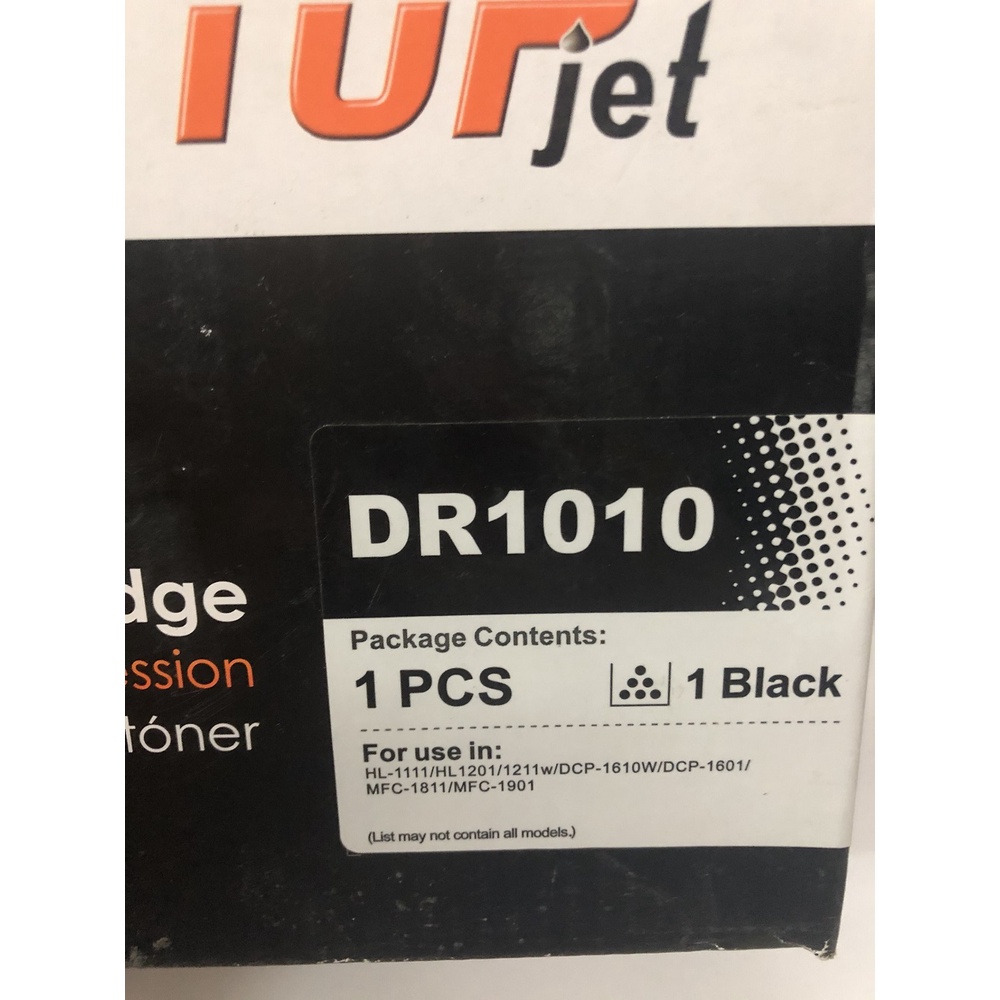 TOPjet
DR1010
dge
ession
tóner
Package Contents:
1 PCS
1 Black
For use in:
HL-1111/HL1201/1211w/DCP-1610W/DCP-1601/
MFC-1811/MFC-1901
(List may not contain all models.)